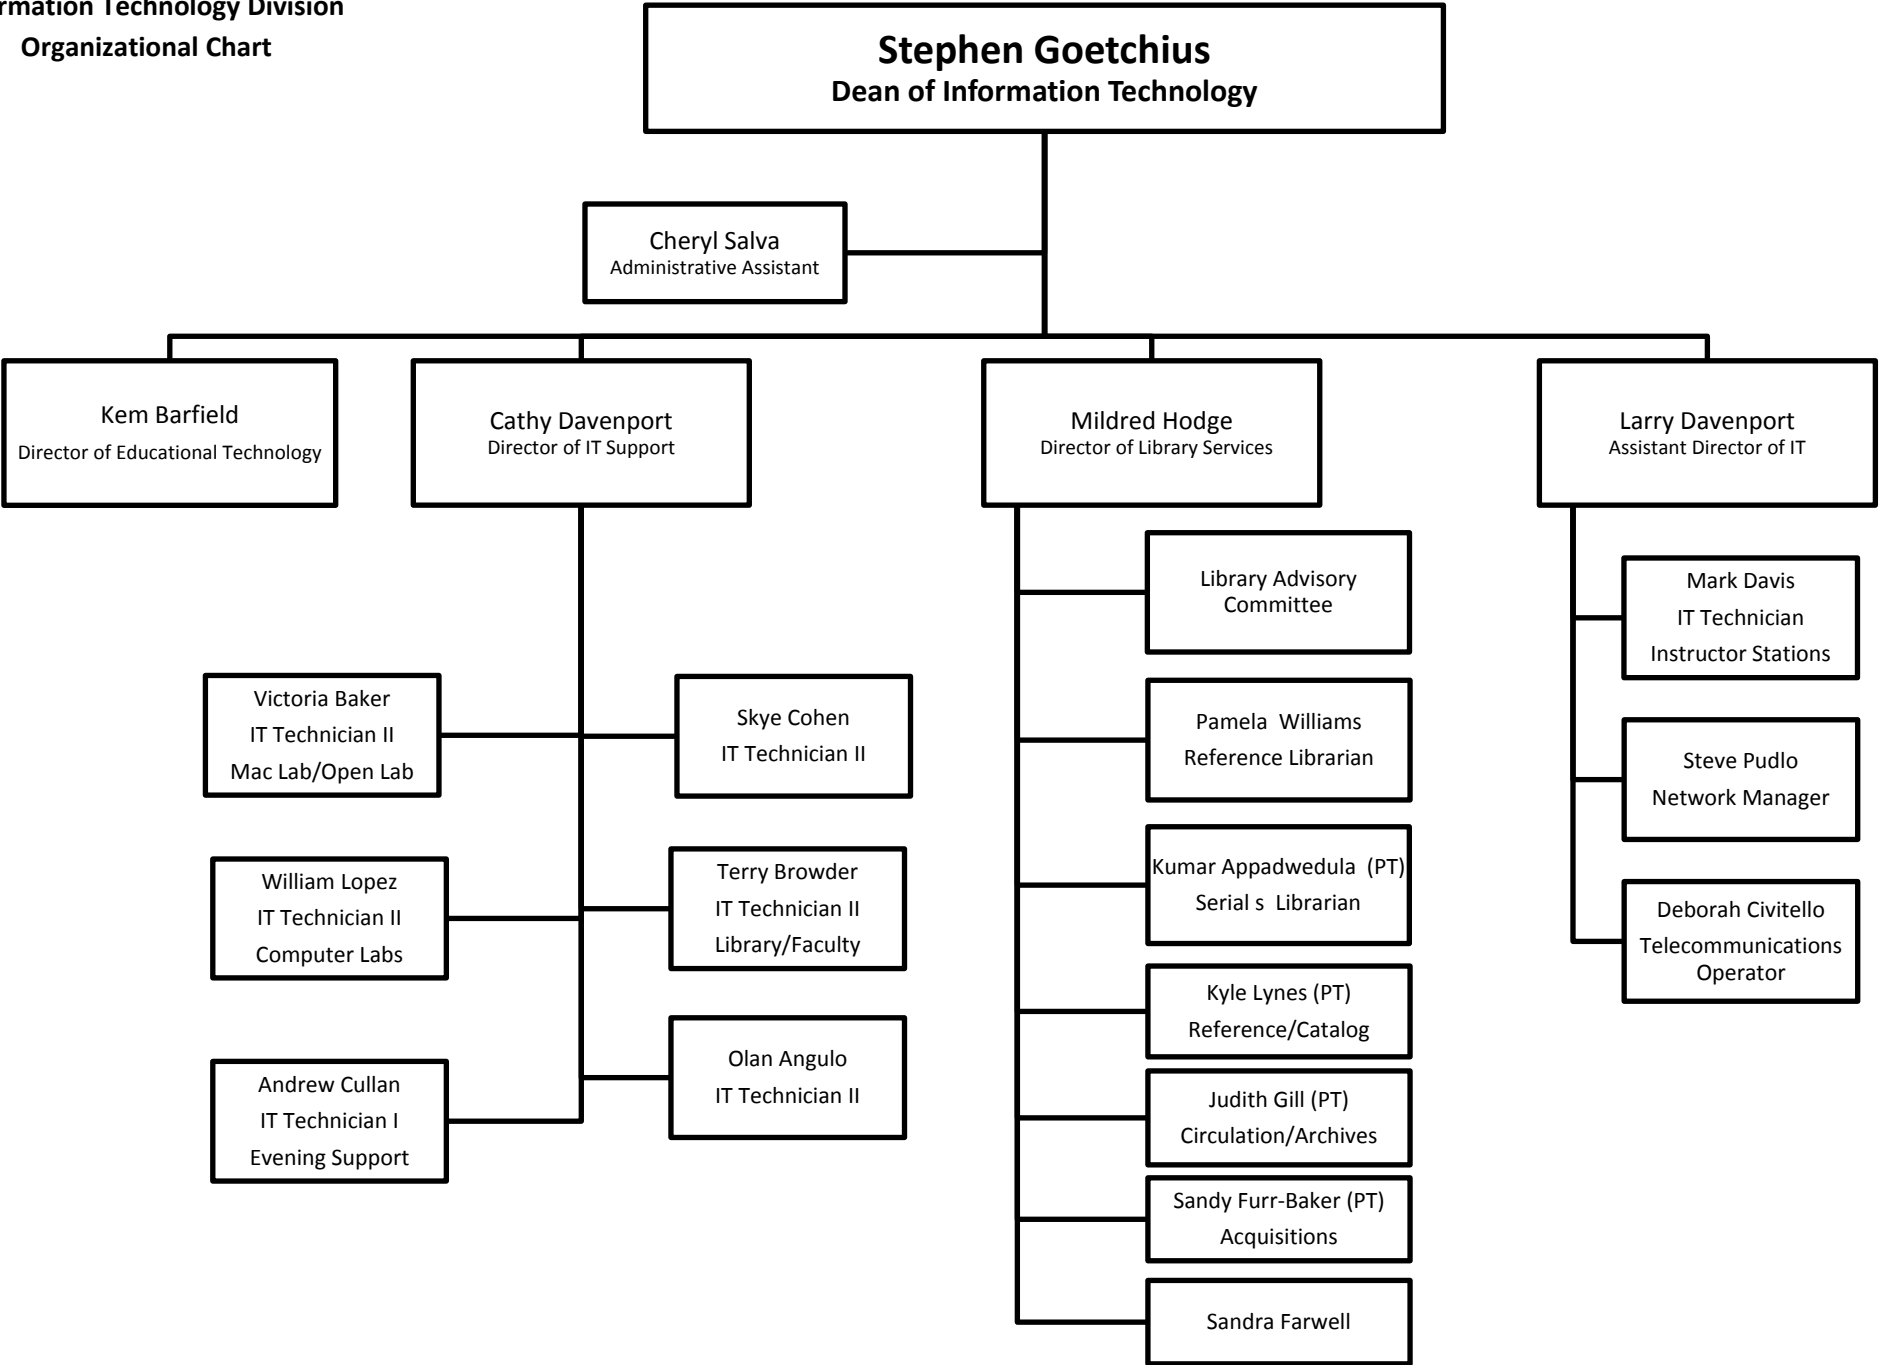 rmation Technology Division
Organizational Chart
Stephen Goetchius
Dean of Information Technology
Cheryl Salva
Administrative Assistant
Kem Barfield
Director of Educational Technology
Cathy Davenport
Director of IT Support
Mildred Hodge
Director of Library Services
Larry Davenport
Assistant Director of IT
Victoria Baker
IT Technician II
Mac Lab/Open Lab
Skye Cohen
IT Technician II
William Lopez
IT Technician II
Computer Labs
Terry Browder
IT Technician II
Library/Faculty
Andrew Cullan
IT Technician I
Evening Support
Olan Angulo
IT Technician II
Library Advisory
Committee
Pamela  Williams
Reference Librarian
Kumar Appadwedula  (PT)
Serial s  Librarian
Kyle Lynes (PT)
Reference/Catalog
Judith Gill (PT)
Circulation/Archives
Sandy Furr-Baker (PT)
Acquisitions
Sandra Farwell
Mark Davis
IT Technician
Instructor Stations
Steve Pudlo
Network Manager
Deborah Civitello
Telecommunications
Operator